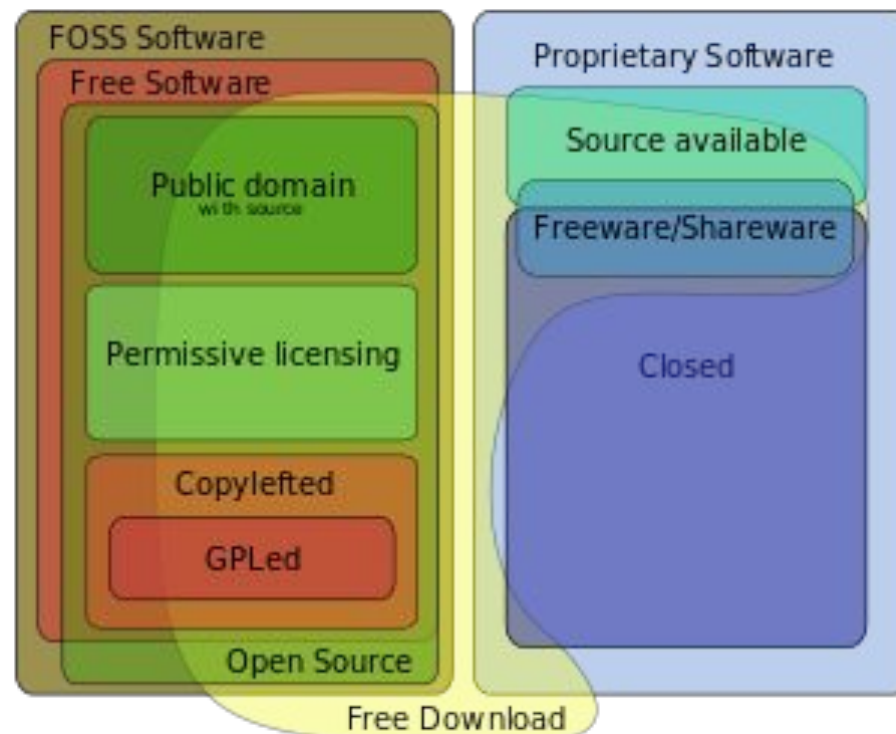 FOSS Software
Free Software
Public domain
with source
Permissive licensing
Copylefted
GPLed
Open Source
Free Download
Proprietary Software
Source available
Freeware/Shareware
Closed